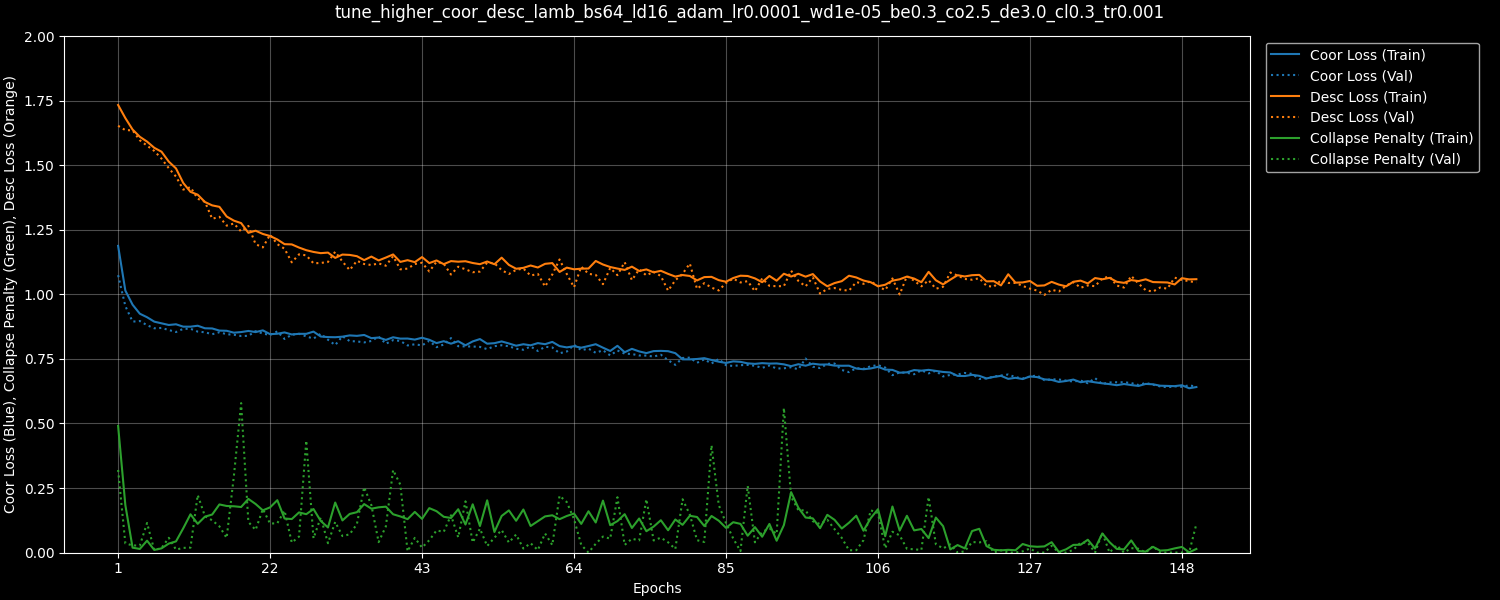 tune_higher_coor_desc_lamb_bs64_ld16_adam_lr0.0001_wd1e-05_be0.3_co2.5_de3.0_cl0.3_tr0.001
Coor Loss (Blue), Collapse Penalty (Green), Desc Loss (Orange)
2.00
1.75
1.50
1.25
1.00
0.75
0.50
0.25
0.00
1 22 43 64 85 106 127 148
Epochs
Coor Loss (Train)
Coor Loss (Val)
Desc Loss (Train)
Desc Loss (Val)
Collapse Penalty (Train)
Collapse Penalty (Val)